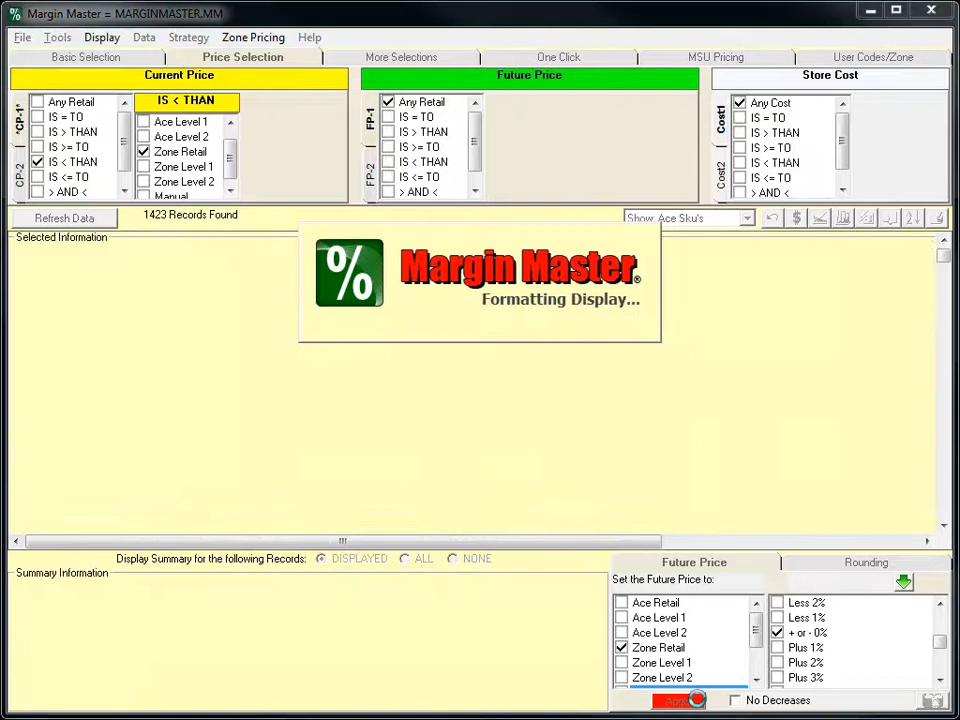 Margin Master = MARGINMASTER.MM
File Tools Display Data Strategy Zone Pricing Help
Basic Selection Price Selection More Selections One Click MSU Pricing User Codes/Zone
Current Price Future Price Store Cost
*CP-1* CP-2
Any Retail
IS = TO
IS > THAN
IS >= TO
IS < THAN
IS <= TO
> AND <
IS < THAN
Ace Level 1
Ace Level 2
Zone Retail
Zone Level 1
Zone Level 2
Manual
FP-1 FP-2
Any Retail
IS = TO
IS > THAN
IS >= TO
IS < THAN
IS <= TO
> AND <
Cost1 Cost2
Any Cost
IS = TO
IS > THAN
IS >= TO
IS < THAN
IS <= TO
> AND <
Refresh Data 1423 Records Found Show: Ace Sku's
Selected Information
% Margin Master®
Formatting Display...
Display Summary for the following Records: DISPLAYED ALL NONE
Summary Information
Future Price Rounding
Set the Future Price to:
Ace Retail
Ace Level 1
Ace Level 2
Zone Retail
Zone Level 1
Zone Level 2
Less 2%
Less 1%
+ or - 0%
Plus 1%
Plus 2%
Plus 3%
No Decreases